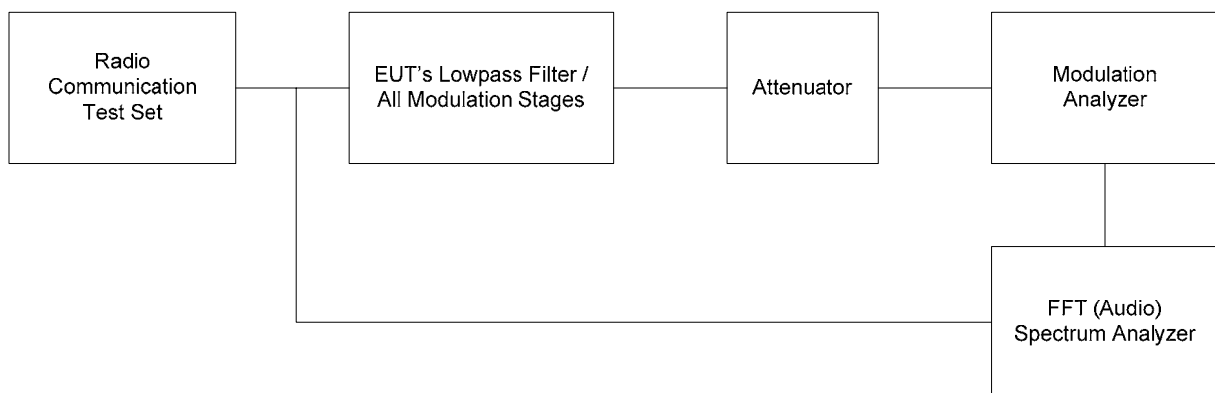 Radio
Communication
Test Set
EUT's Lowpass Filter /
All Modulation Stages
Attenuator
Modulation
Analyzer
FFT (Audio)
Spectrum Analyzer